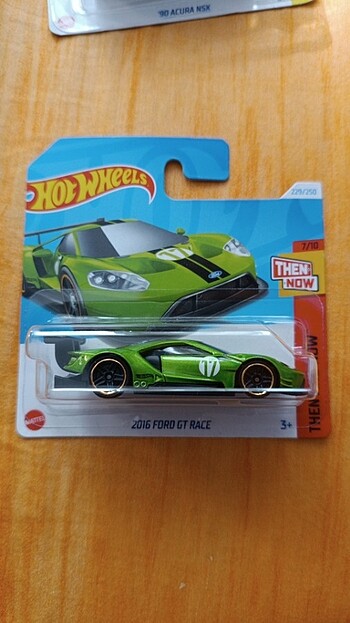 '90 ACURA NSX
HOT WHEELS
229/250
7/10
THEN
AND
NOW
17
Ford
17
THEN
NOW
MATTEL
2016 FORD GT RACE
3+